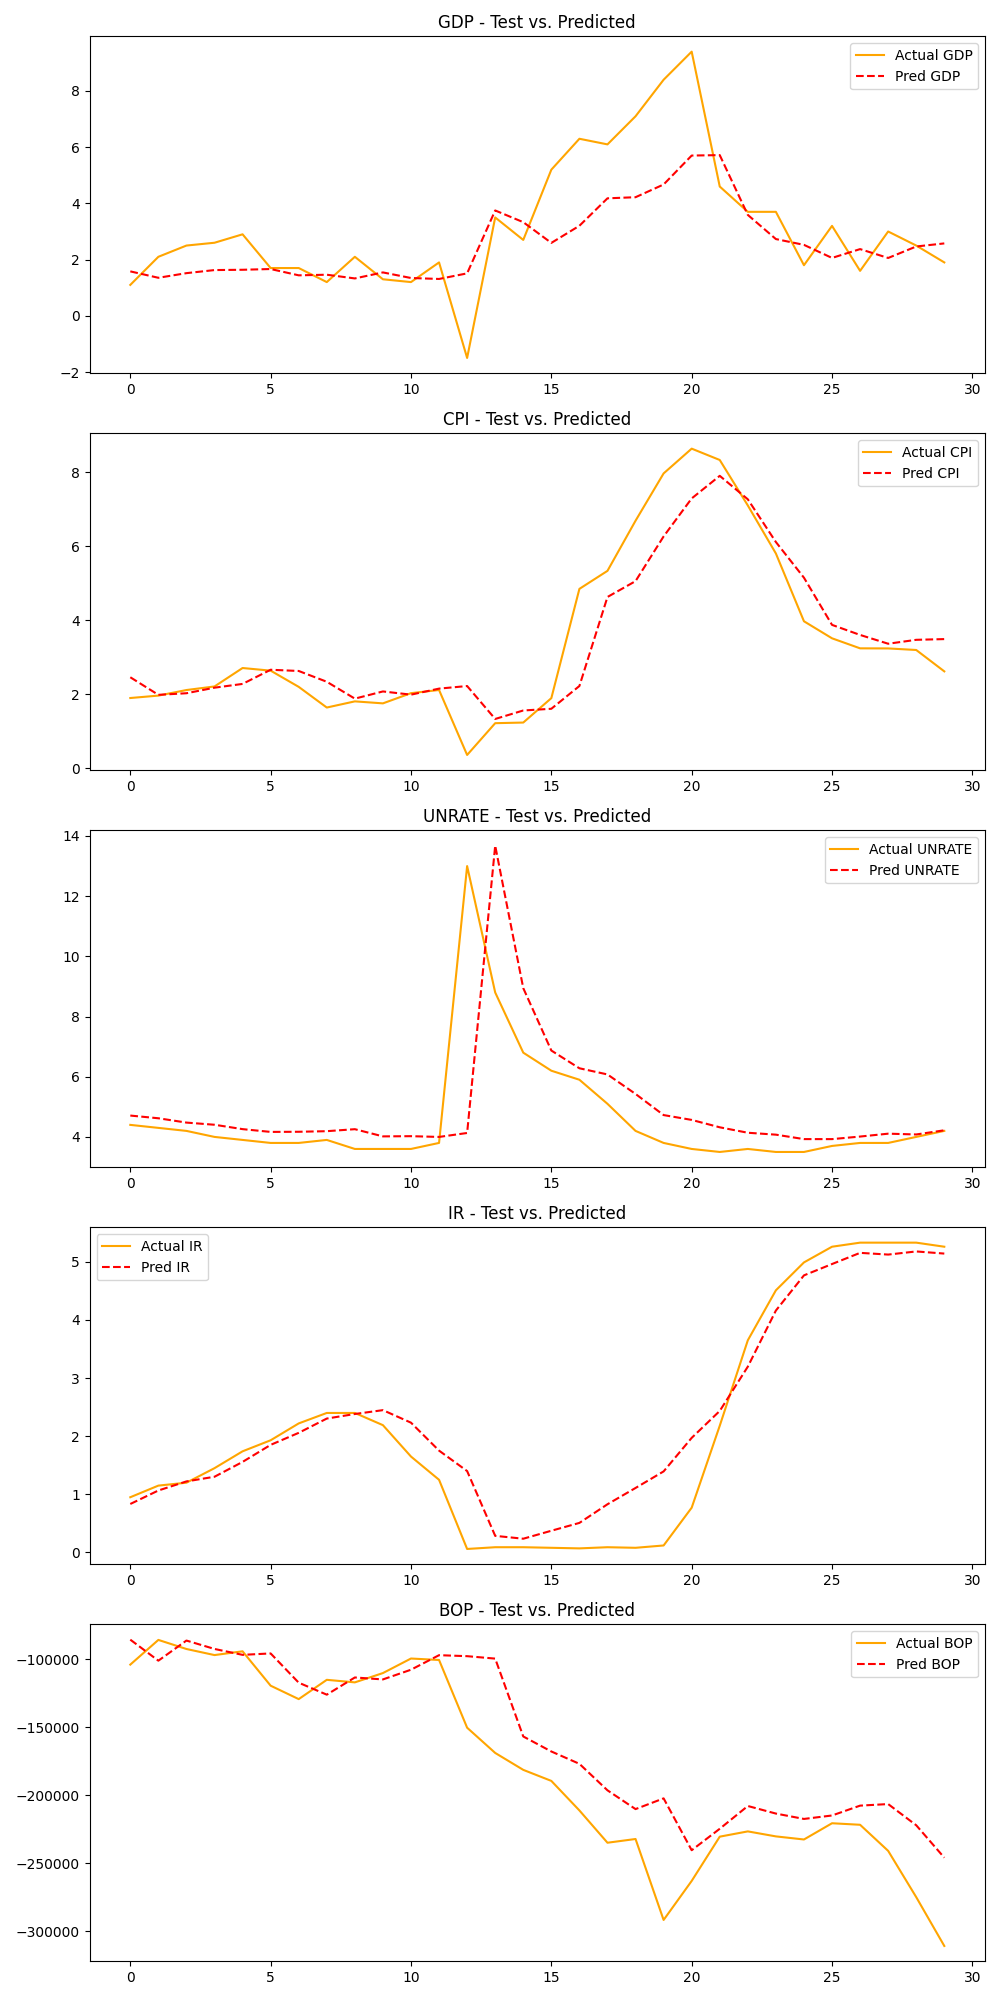 GDP - Test vs. Predicted
Actual GDP
Pred GDP
8
6
4
2
0
−2
0 5 10 15 20 25 30
CPI - Test vs. Predicted
Actual CPI
Pred CPI
8
6
4
2
0
0 5 10 15 20 25 30
UNRATE - Test vs. Predicted
Actual UNRATE
Pred UNRATE
14
12
10
8
6
4
0 5 10 15 20 25 30
IR - Test vs. Predicted
Actual IR
Pred IR
5
4
3
2
1
0
0 5 10 15 20 25 30
BOP - Test vs. Predicted
Actual BOP
Pred BOP
−100000
−150000
−200000
−250000
−300000
0 5 10 15 20 25 30